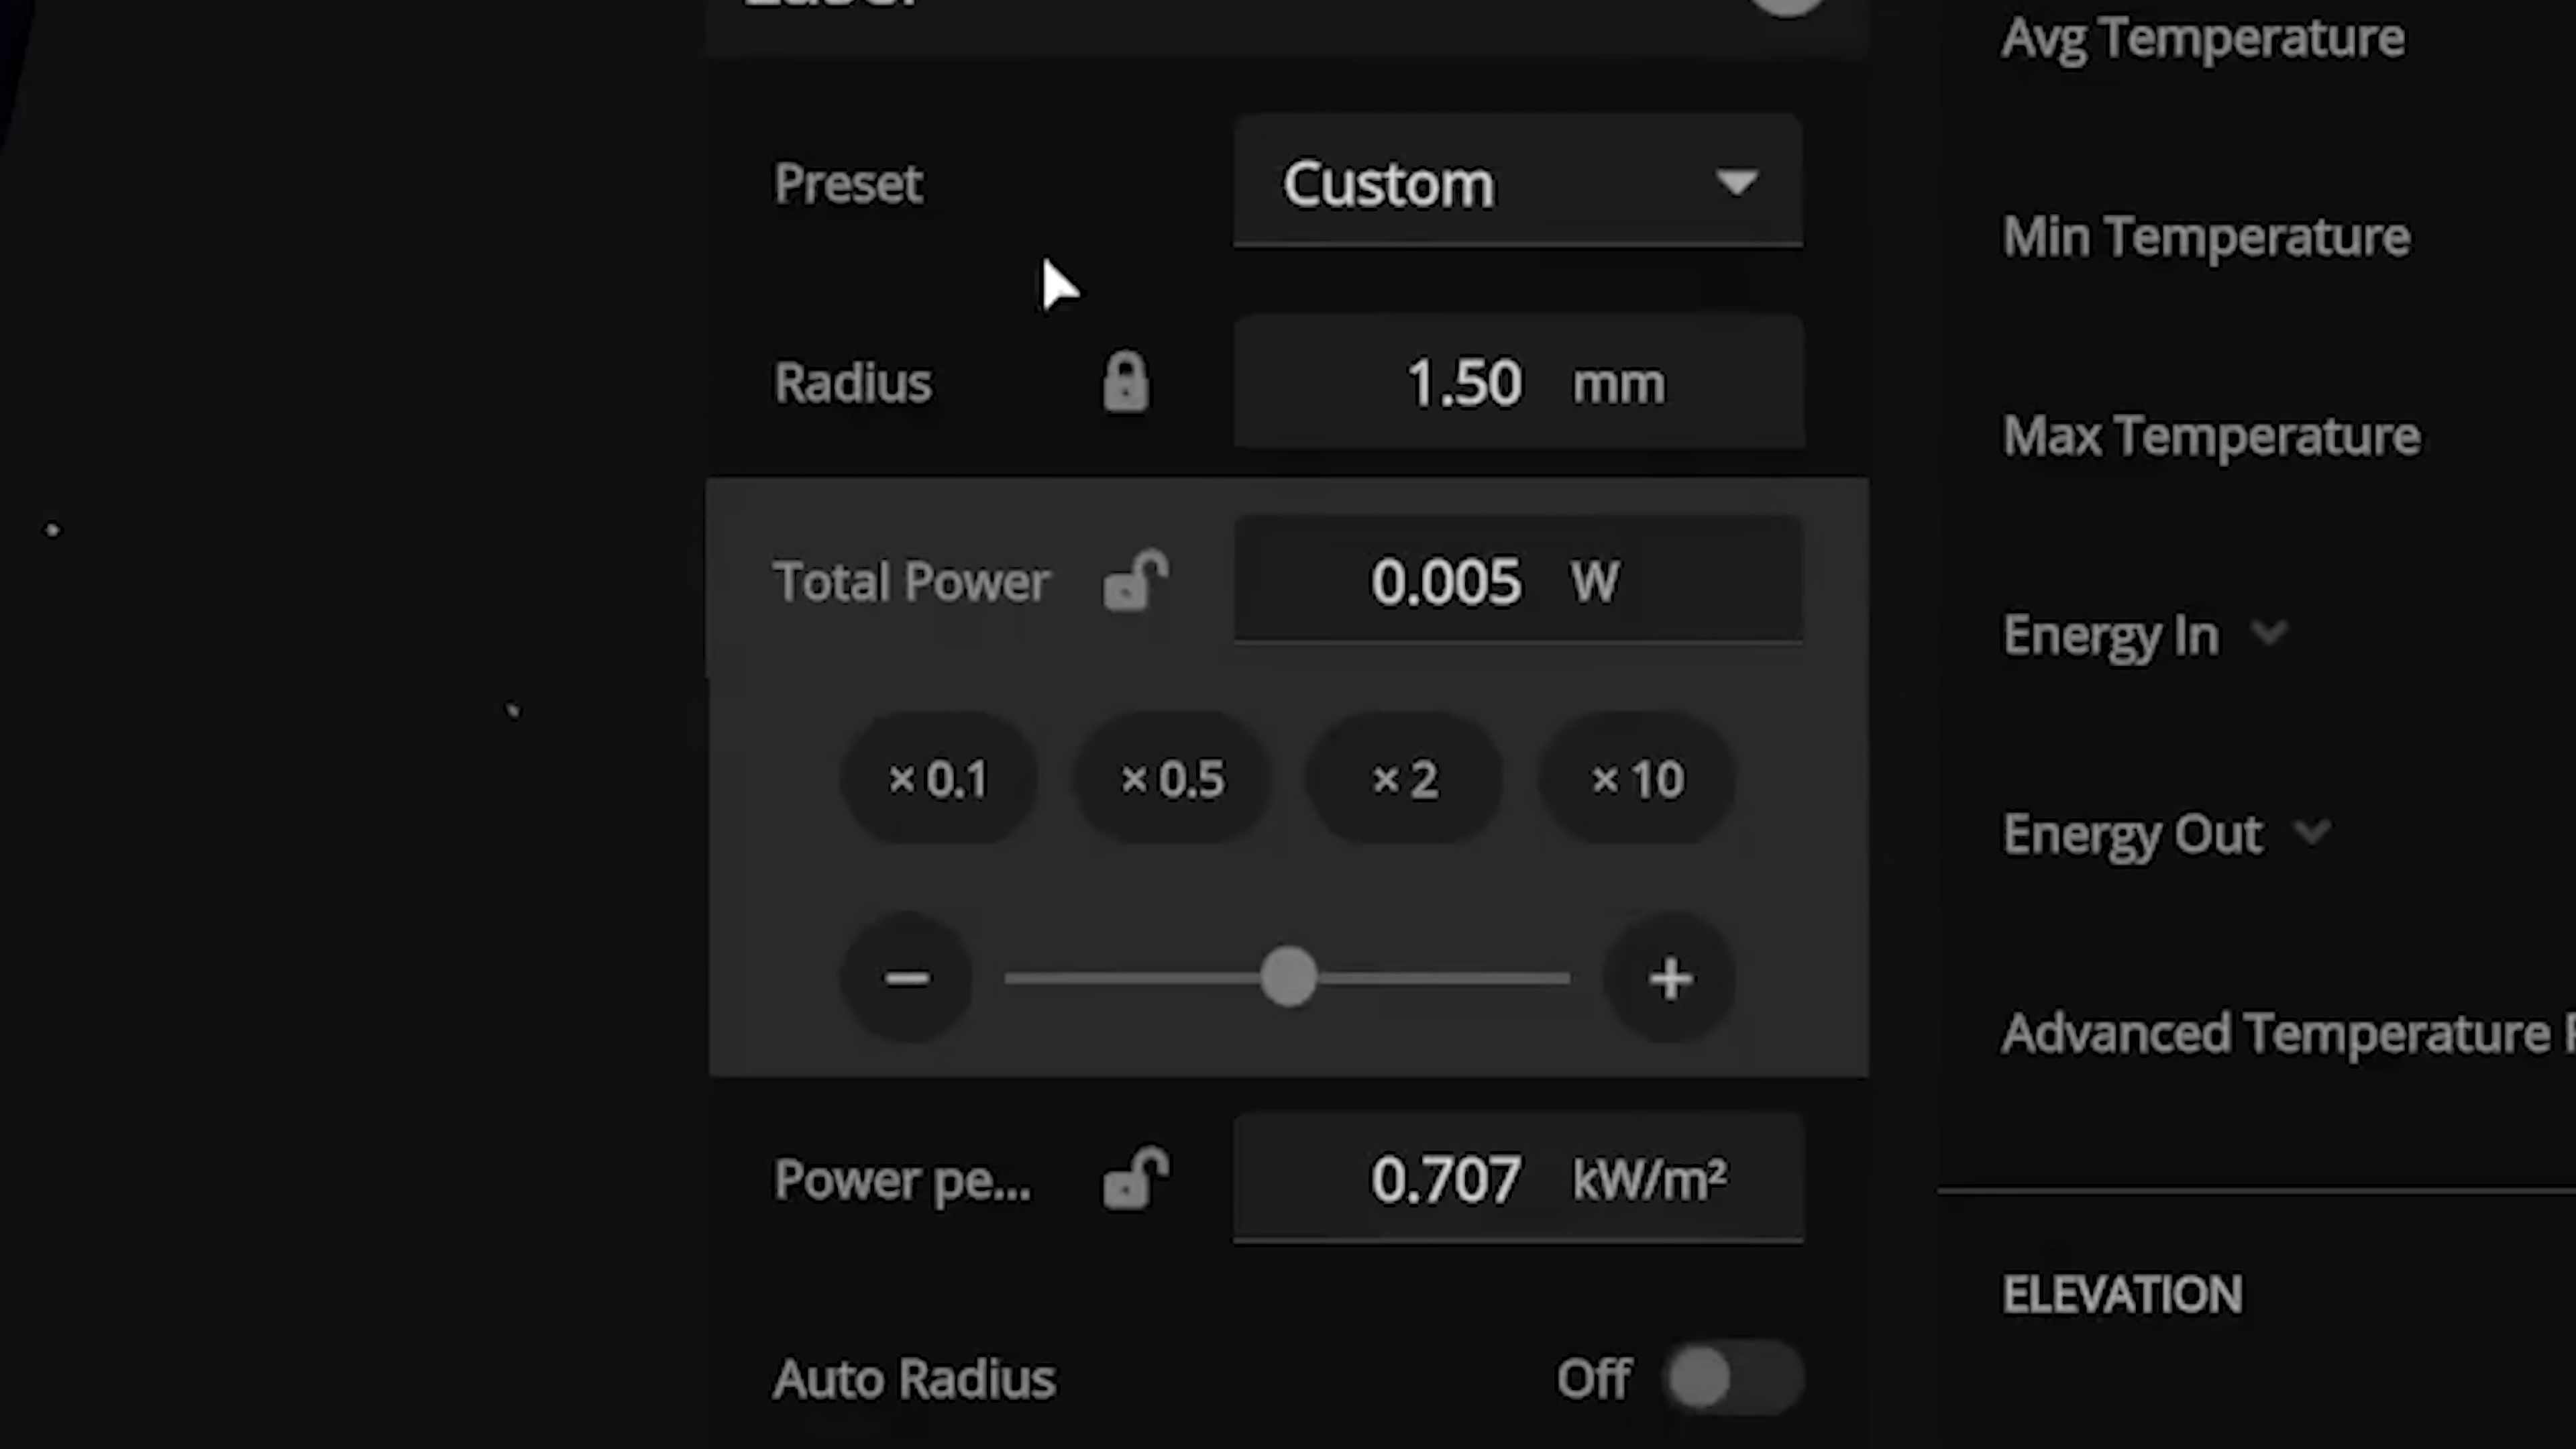 Laser
Preset
Custom
Radius
1.50 mm
Total Power
0.005 W
× 0.1
× 0.5
× 2
× 10
Power pe...
0.707 kW/m²
Auto Radius
Off
Avg Temperature
Min Temperature
Max Temperature
Energy In
Energy Out
Advanced Temperature
ELEVATION